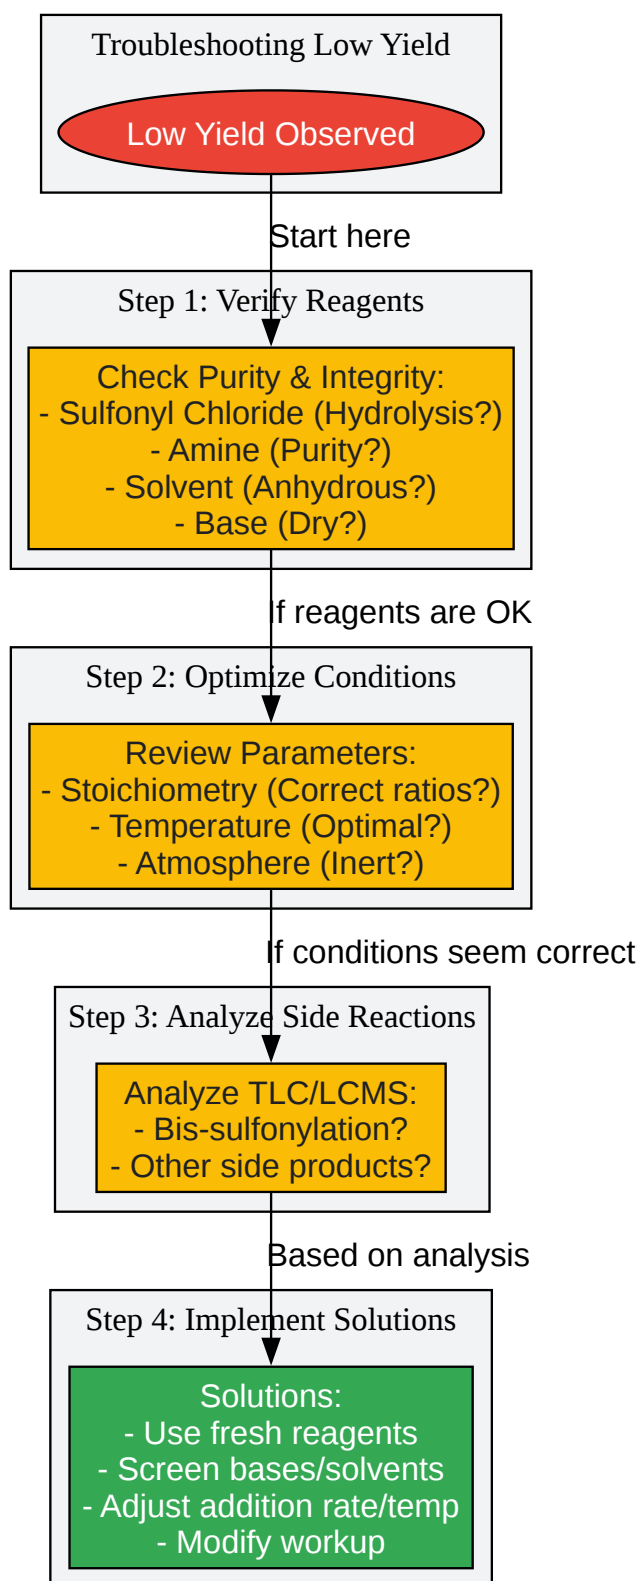 Troubleshooting Low Yield
Low Yield Observed
Start here
Step 1: Verify Reagents
Check Purity & Integrity:
- Sulfonyl Chloride (Hydrolysis?)
- Amine (Purity?)
- Solvent (Anhydrous?)
- Base (Dry?)
If reagents are OK
Step 2: Optimize Conditions
Review Parameters:
- Stoichiometry (Correct ratios?)
- Temperature (Optimal?)
- Atmosphere (Inert?)
If conditions seem correct
Step 3: Analyze Side Reactions
Analyze TLC/LCMS:
- Bis-sulfonylation?
- Other side products?
Based on analysis
Step 4: Implement Solutions
Solutions:
- Use fresh reagents
- Screen bases/solvents
- Adjust addition rate/temp
- Modify workup